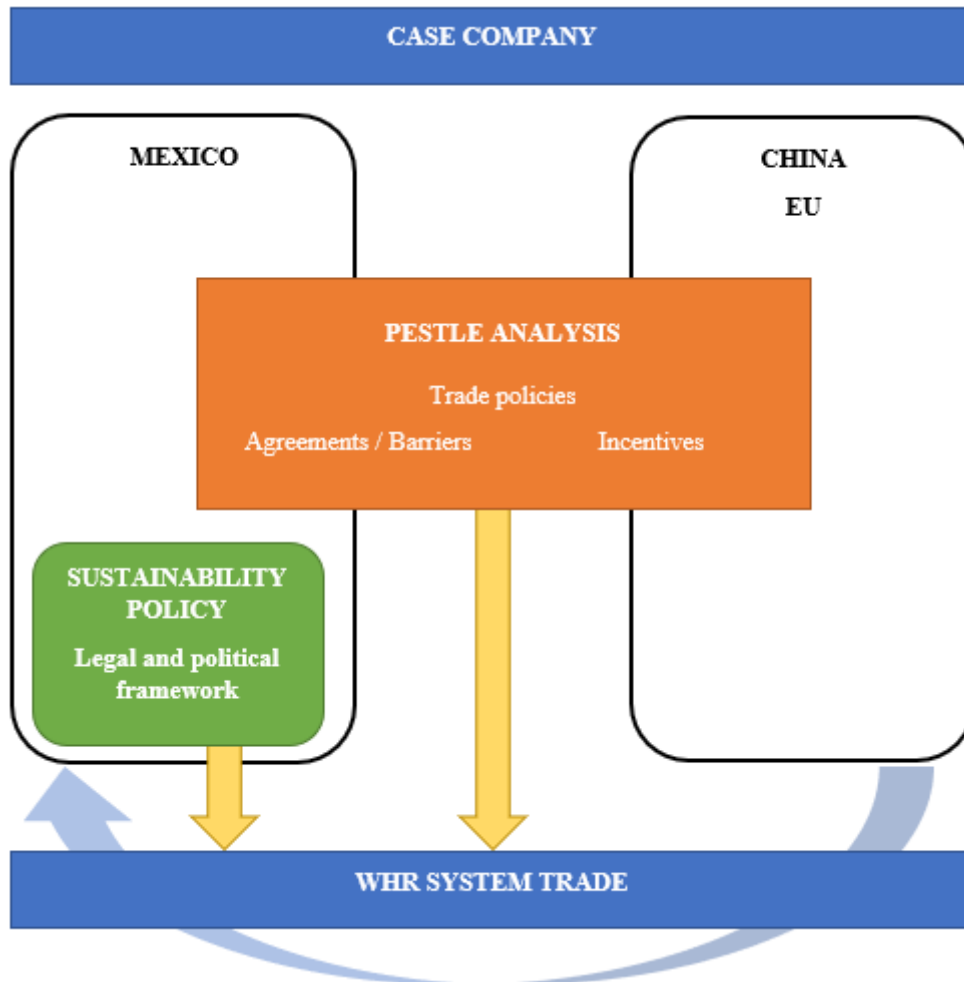 CASE COMPANY
MEXICO
CHINA
EU
PESTLE ANALYSIS
Trade policies
Agreements / Barriers
Incentives
SUSTAINABILITY
POLICY
Legal and political
framework
WHR SYSTEM TRADE